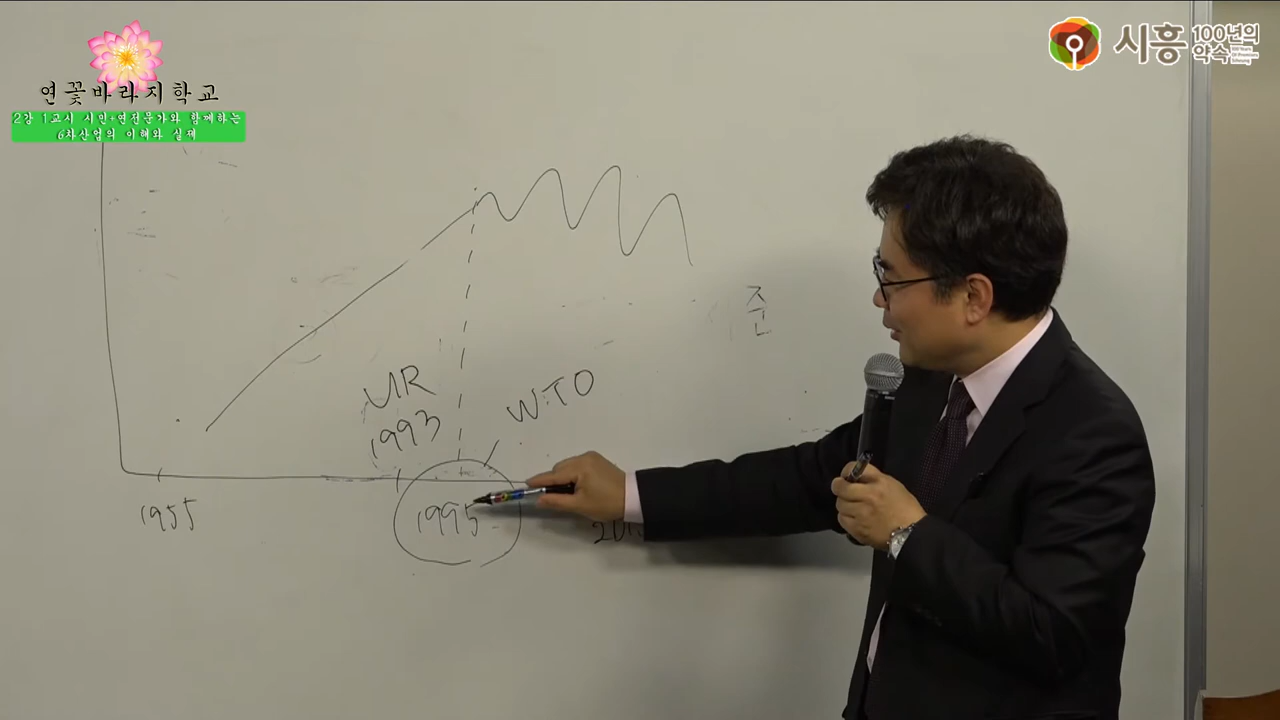 연꽃바라지학교
2강 1교시 시민+연전문가와 함께하는
6차산업의 이해와 실제
시흥
100년의
약속
UR
1993
WTO
준
1955
1995